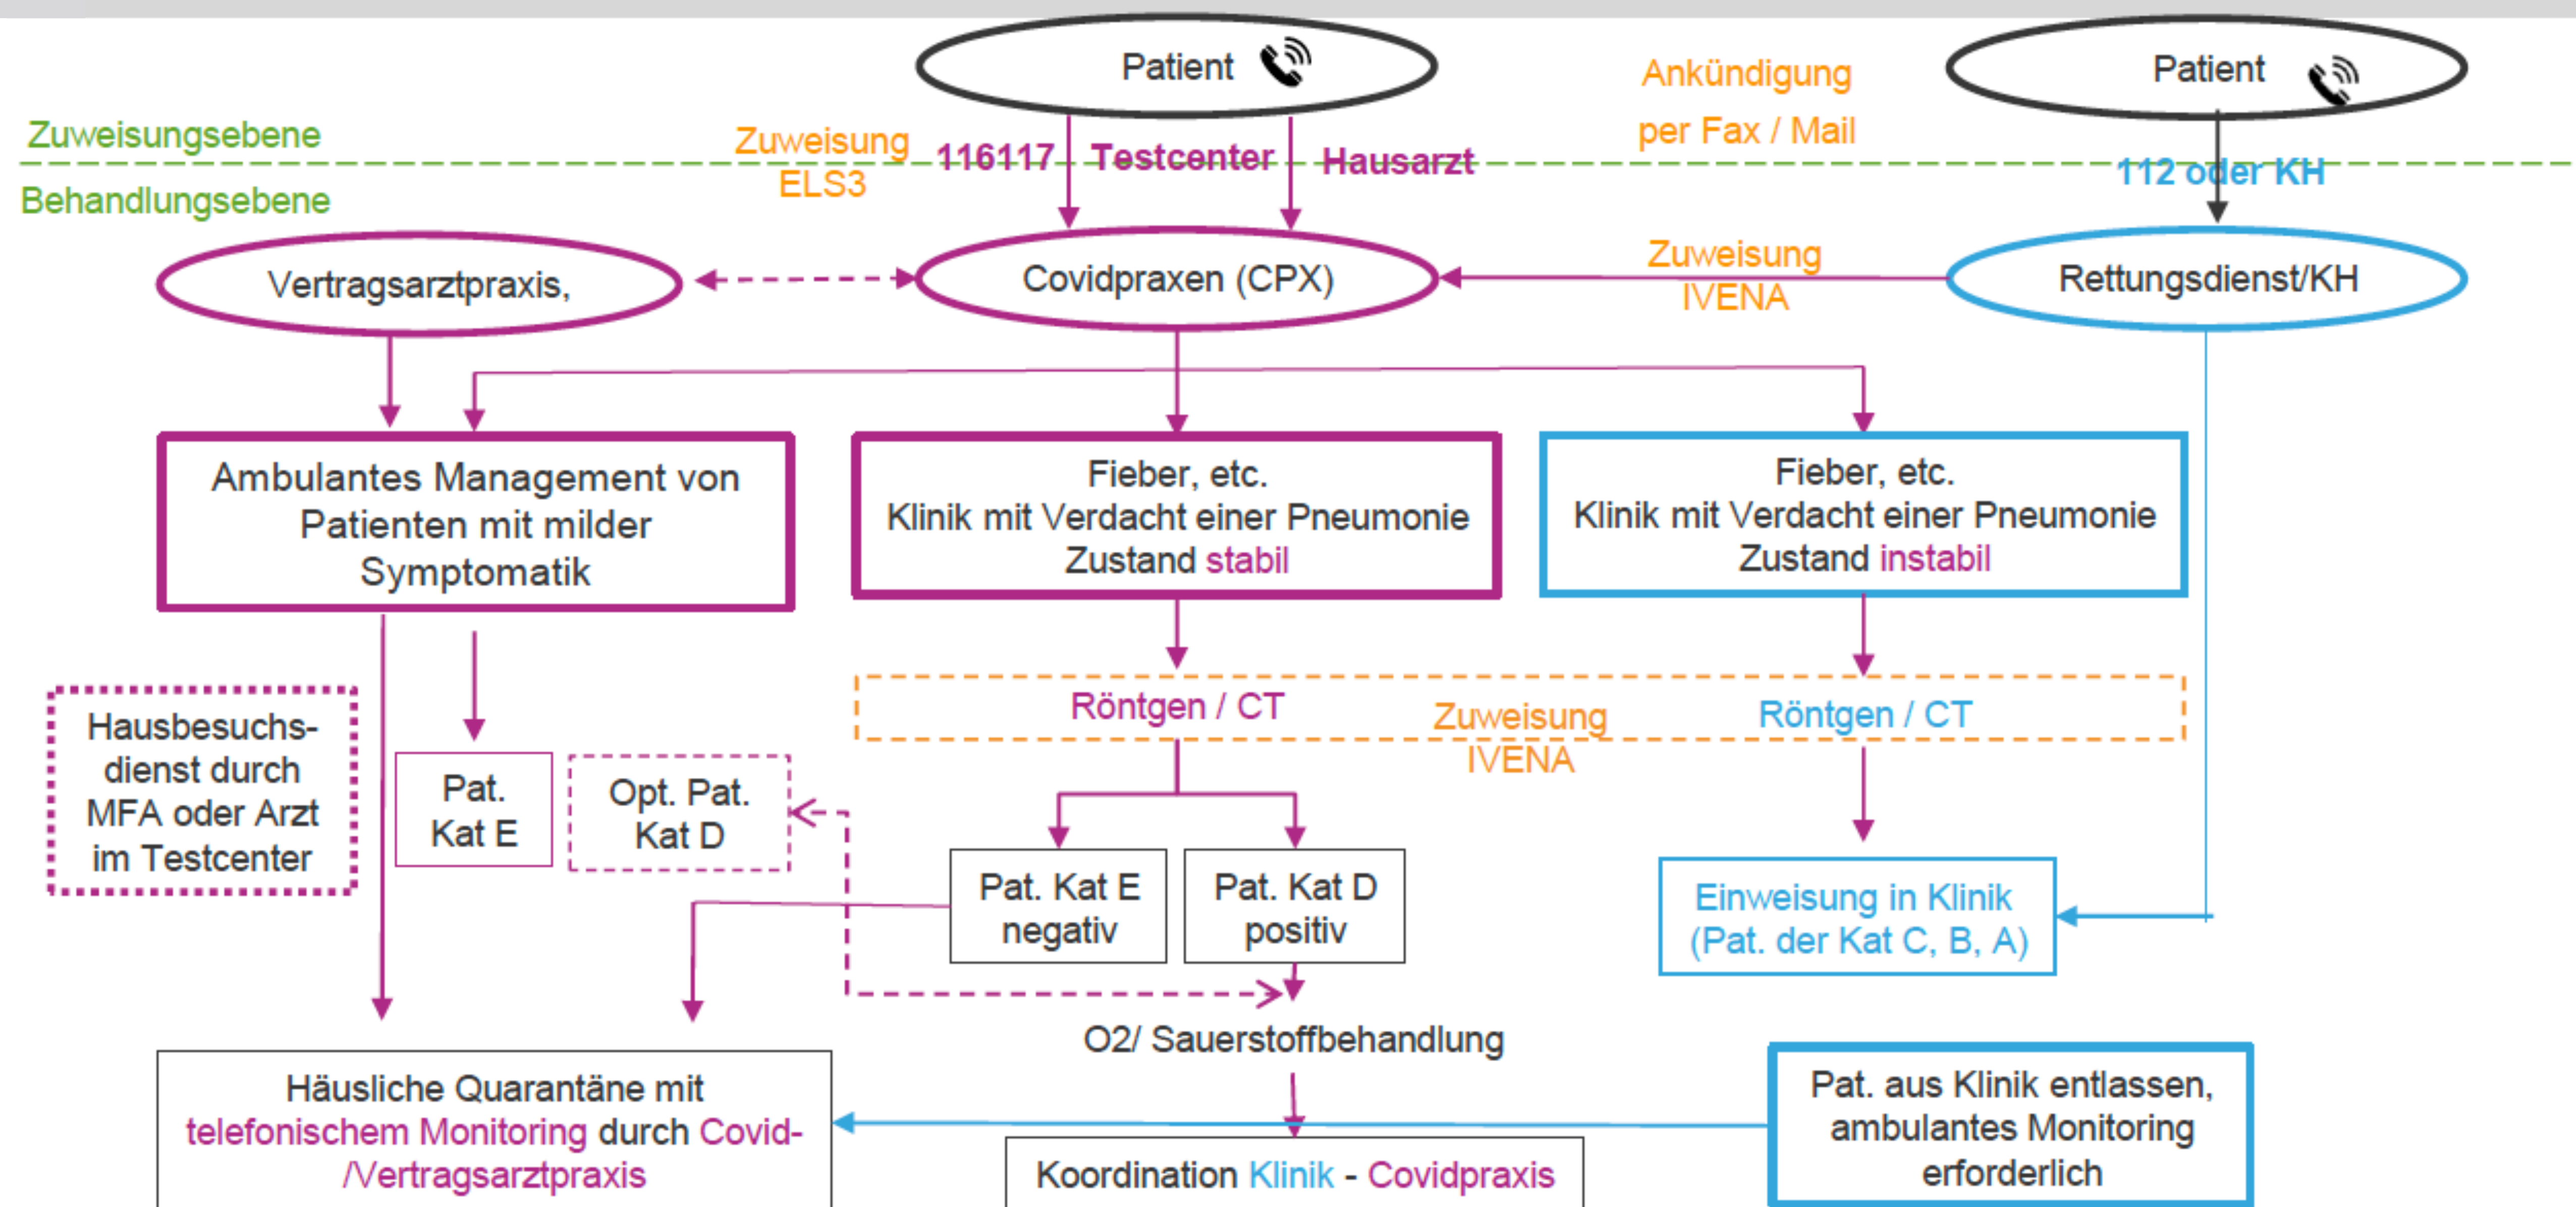 Patient
Ankündigung
per Fax / Mail
Patient
Zuweisungsebene
Zuweisung
ELS3
116117
Testcenter
Hausarzt
112 oder KH
Behandlungsebene
Vertragsarztpraxis,
Covidpraxen (CPX)
Zuweisung
IVENA
Rettungsdienst/KH
Ambulantes Management von
Patienten mit milder
Symptomatik
Fieber, etc.
Klinik mit Verdacht einer Pneumonie
Zustand stabil
Fieber, etc.
Klinik mit Verdacht einer Pneumonie
Zustand instabil
Röntgen / CT
Zuweisung
IVENA
Röntgen / CT
Hausbesuchs-
dienst durch
MFA oder Arzt
im Testcenter
Pat.
Kat E
Opt. Pat.
Kat D
Pat. Kat E
negativ
Pat. Kat D
positiv
Einweisung in Klinik
(Pat. der Kat C, B, A)
O2/ Sauerstoffbehandlung
Häusliche Quarantäne mit
telefonischem Monitoring durch Covid-
/Vertragsarztpraxis
Koordination Klinik - Covidpraxis
Pat. aus Klinik entlassen,
ambulantes Monitoring
erforderlich